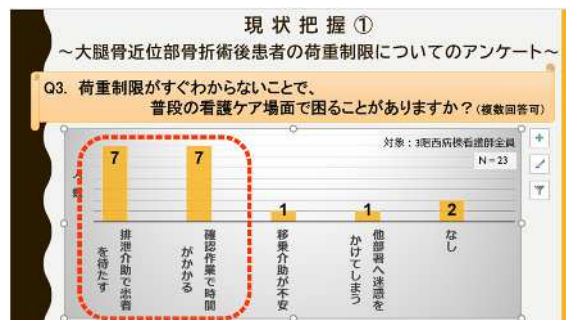 現状把握①
～大腿骨近位部骨折術後患者の荷重制限についてのアンケート～
Q3. 荷重制限がすぐわからないことで、
普段の看護ケア場面で困ることがありますか？(複数回答可)
対象：3階西病棟看護師全員
N＝23
人数
7
7
1
1
2
排泄介助で患者
を待たす
確認作業で時間
がかかる
移乗介助が不安
他部署へ迷惑を
かけてしまう
なし